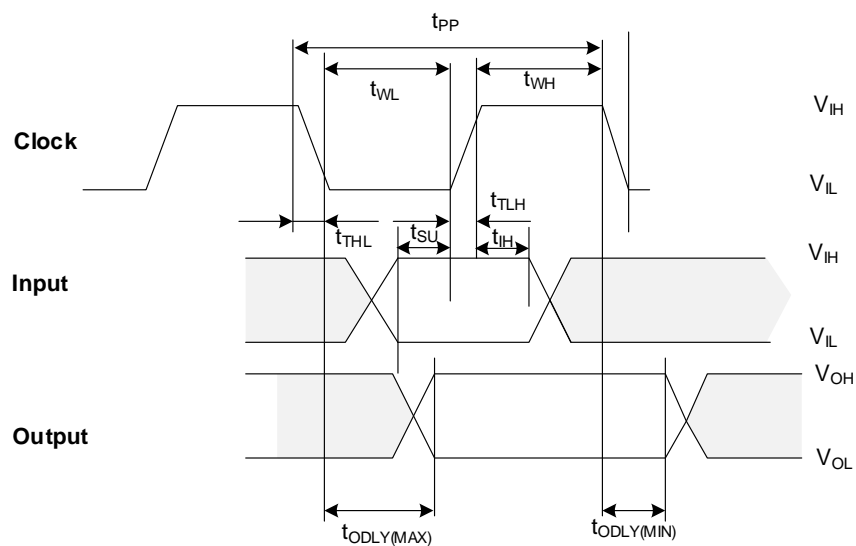 tPP
tWL
tWH
Clock
VIH
VIL
tTHL
tSU
tTLH
tIH
Input
VIH
VIL
Output
VOH
VOL
tODLY(MAX)
tODLY(MIN)